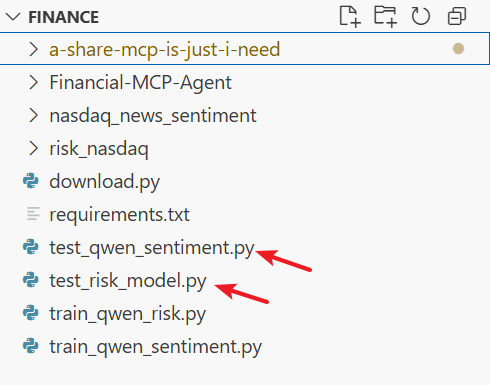 FINANCE
a-share-mcp-is-just-i-need
Financial-MCP-Agent
nasdaq_news_sentiment
risk_nasdaq
download.py
requirements.txt
test_qwen_sentiment.py
test_risk_model.py
train_qwen_risk.py
train_qwen_sentiment.py